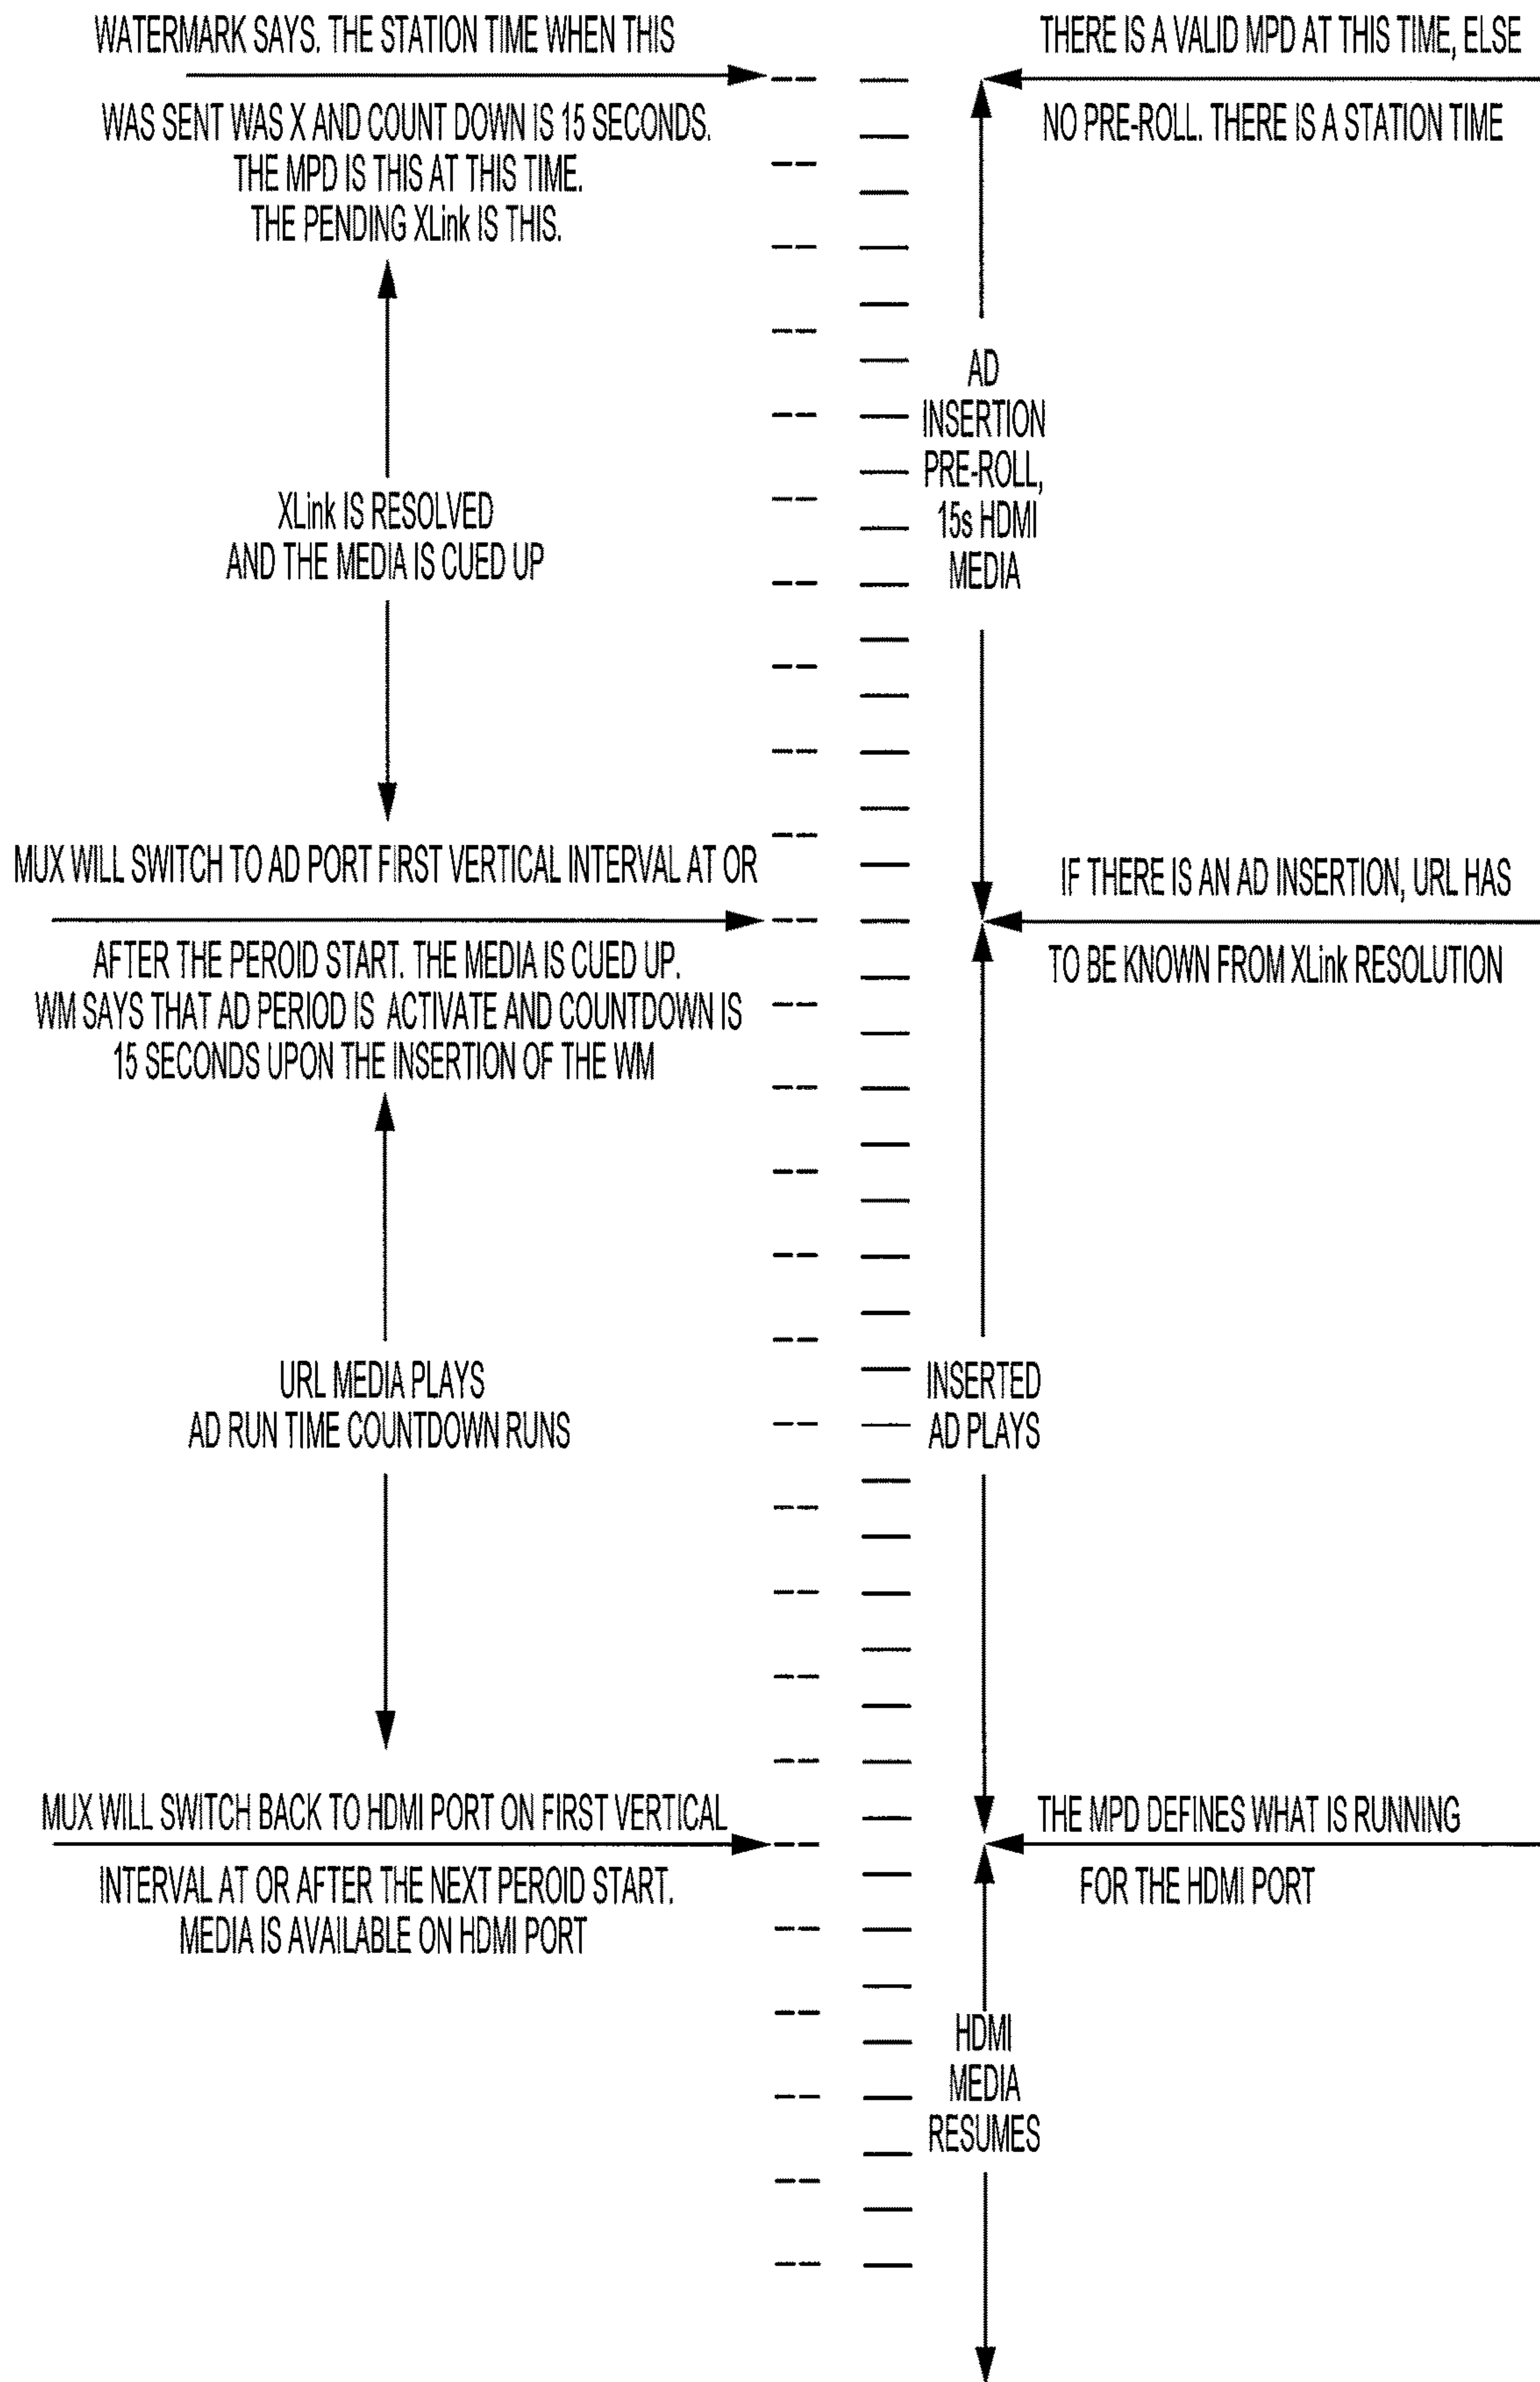 WATERMARK SAYS. THE STATION TIME WHEN THIS
WAS SENT WAS X AND COUNT DOWN IS 15 SECONDS.
THE MPD IS THIS AT THIS TIME.
THE PENDING XLink IS THIS.
THERE IS A VALID MPD AT THIS TIME, ELSE
NO PRE-ROLL. THERE IS A STATION TIME
XLink IS RESOLVED
AND THE MEDIA IS CUED UP
AD
INSERTION
PRE-ROLL,
15s HDMI
MEDIA
MUX WILL SWITCH TO AD PORT FIRST VERTICAL INTERVAL AT OR
AFTER THE PEROID START. THE MEDIA IS CUED UP.
WM SAYS THAT AD PERIOD IS ACTIVATE AND COUNTDOWN IS
15 SECONDS UPON THE INSERTION OF THE WM
IF THERE IS AN AD INSERTION, URL HAS
TO BE KNOWN FROM XLink RESOLUTION
URL MEDIA PLAYS
AD RUN TIME COUNTDOWN RUNS
INSERTED
AD PLAYS
MUX WILL SWITCH BACK TO HDMI PORT ON FIRST VERTICAL
INTERVAL AT OR AFTER THE NEXT PEROID START.
MEDIA IS AVAILABLE ON HDMI PORT
THE MPD DEFINES WHAT IS RUNNING
FOR THE HDMI PORT
HDMI
MEDIA
RESUMES